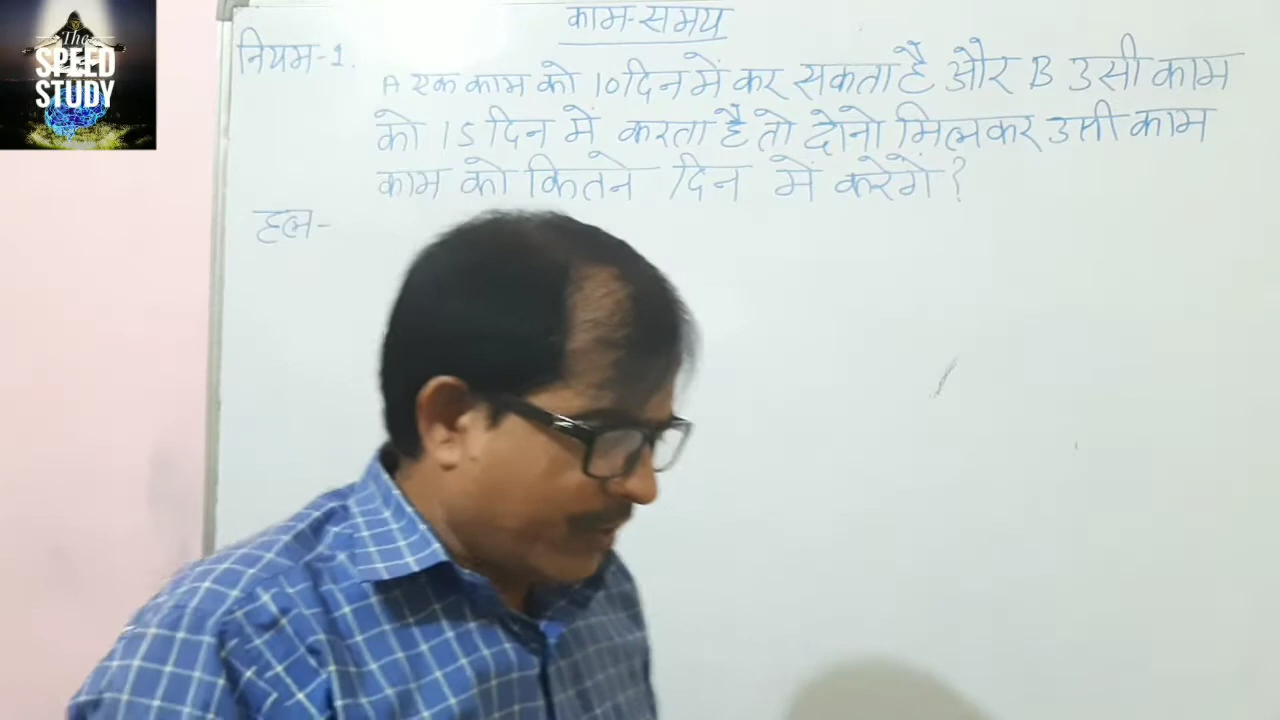 The
SPEED
STUDY
काम-समय
नियम-1.
A एक काम को 10 दिन में कर सकता है और B उसी काम
को 15 दिन में करता है तो दोनो मिलकर उसी काम
काम को कितने दिन में करेगें?
हल-